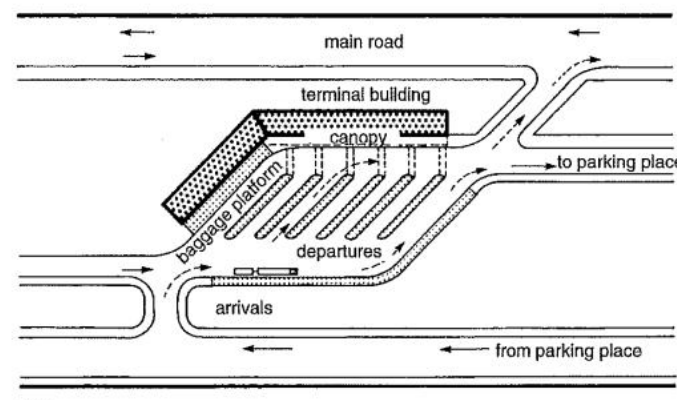 main road
terminal building
canopy
baggage platform
to parking place
departures
arrivals
from parking place